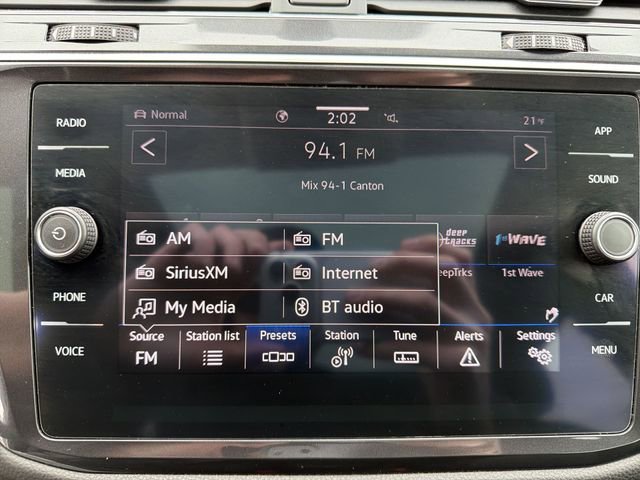 RADIO
MEDIA
PHONE
VOICE
Normal
2:02
21°F
94.1 FM
Mix 94-1 Canton
deep TRACKS
1st WAVE
1st Wave
AM
FM
SiriusXM
Internet
My Media
BT audio
Source
FM
Station list
Presets
Station
Tune
Alerts
Settings
APP
SOUND
CAR
MENU